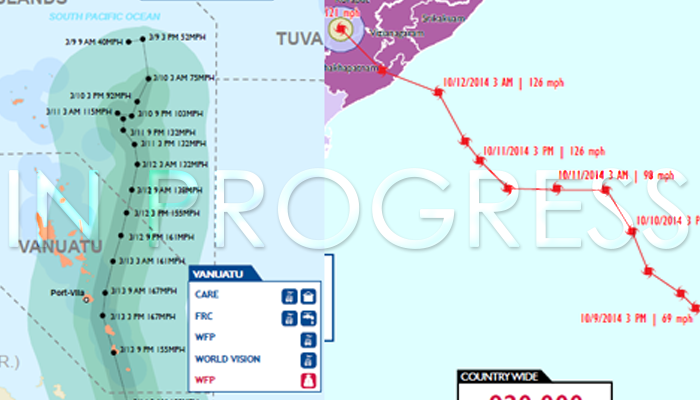 SOUTH PACIFIC OCEAN
3/9 9 AM 40MPH
3/9 3 PM 52MPH
TUVA
3/10 3 AM 75MPH
3/10 3 PM 92MPH
3/11 3 AM 115MPH
3/10 9 PM 103MPH
3/11 9 PM 132MPH
3/11 3 PM 132MPH
3/12 3 AM 132MPH
3/12 9 AM 138MPH
3/12 3 PM 155MPH
3/12 9 PM 161MPH
3/13 3 AM 161MPH
VANUATU
Port-Vila
3/13 9 AM 167MPH
3/13 3 PM 167MPH
3/13 9 PM 155MPH
R.)
VANUATU
CARE
FRC
WFP
WORLD VISION
WFP
IN PROGRESS
121 mph
Srikakulam
Vizianagaram
10/12/2014 3 AM | 126 mph
10/11/2014 3 PM | 126 mph
10/11/2014 3 AM | 98 mph
10/10/2014 3 P
10/9/2014 3 PM | 69 mph
COUNTRYWIDE
920,000